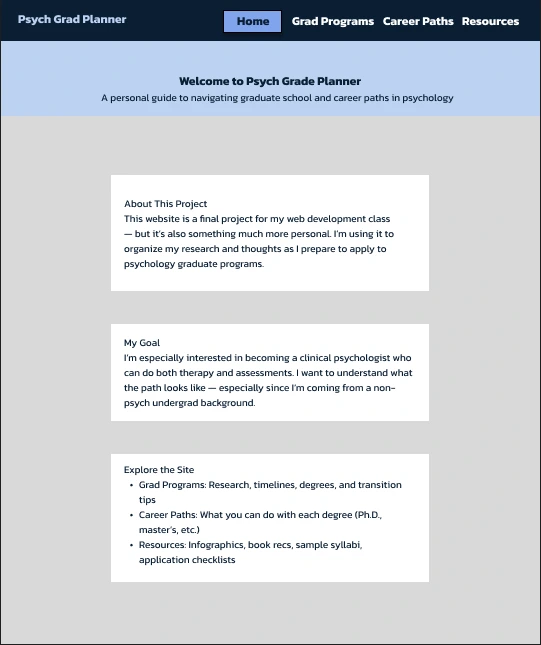 Psych Grad Planner
Home Grad Programs Career Paths Resources
Welcome to Psych Grade Planner
A personal guide to navigating graduate school and career paths in psychology
About This Project
This website is a final project for my web development class
— but it's also something much more personal. I'm using it to
organize my research and thoughts as I prepare to apply to
psychology graduate programs.
My Goal
I'm especially interested in becoming a clinical psychologist who
can do both therapy and assessments. I want to understand what
the path looks like — especially since I'm coming from a non-
psych undergrad background.
Explore the Site
• Grad Programs: Research, timelines, degrees, and transition
tips
• Career Paths: What you can do with each degree (Ph.D.,
master's, etc.)
• Resources: Infographics, book recs, sample syllabi,
application checklists